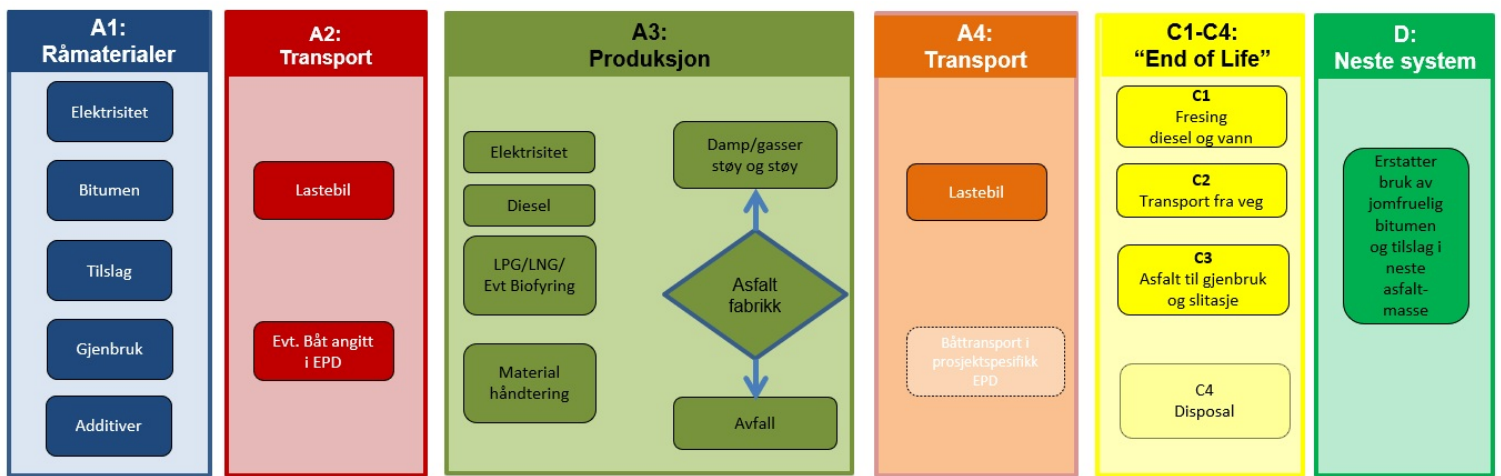 A1:
Råmaterialer
Elektrisitet
Bitumen
Tilslag
Gjenbruk
Additiver
A2:
Transport
Lastebil
Evt. Båt angitt
i EPD
A3:
Produksjon
Elektrisitet
Diesel
LPG/LNG/
Evt Biofyring
Material
håndtering
Damp/gasser
støy og støy
Asfalt
fabrikk
Avfall
A4:
Transport
Lastebil
Båttransport i
prosjektspesifikk
EPD
C1-C4:
“End of Life”
C1
Fresing
diesel og vann
C2
Transport fra veg
C3
Asfalt til gjenbruk
og slitasje
C4
Disposal
D:
Neste system
Erstatter
bruk av
jomfruelig
bitumen
og tilslag i
neste
asfalt-
masse